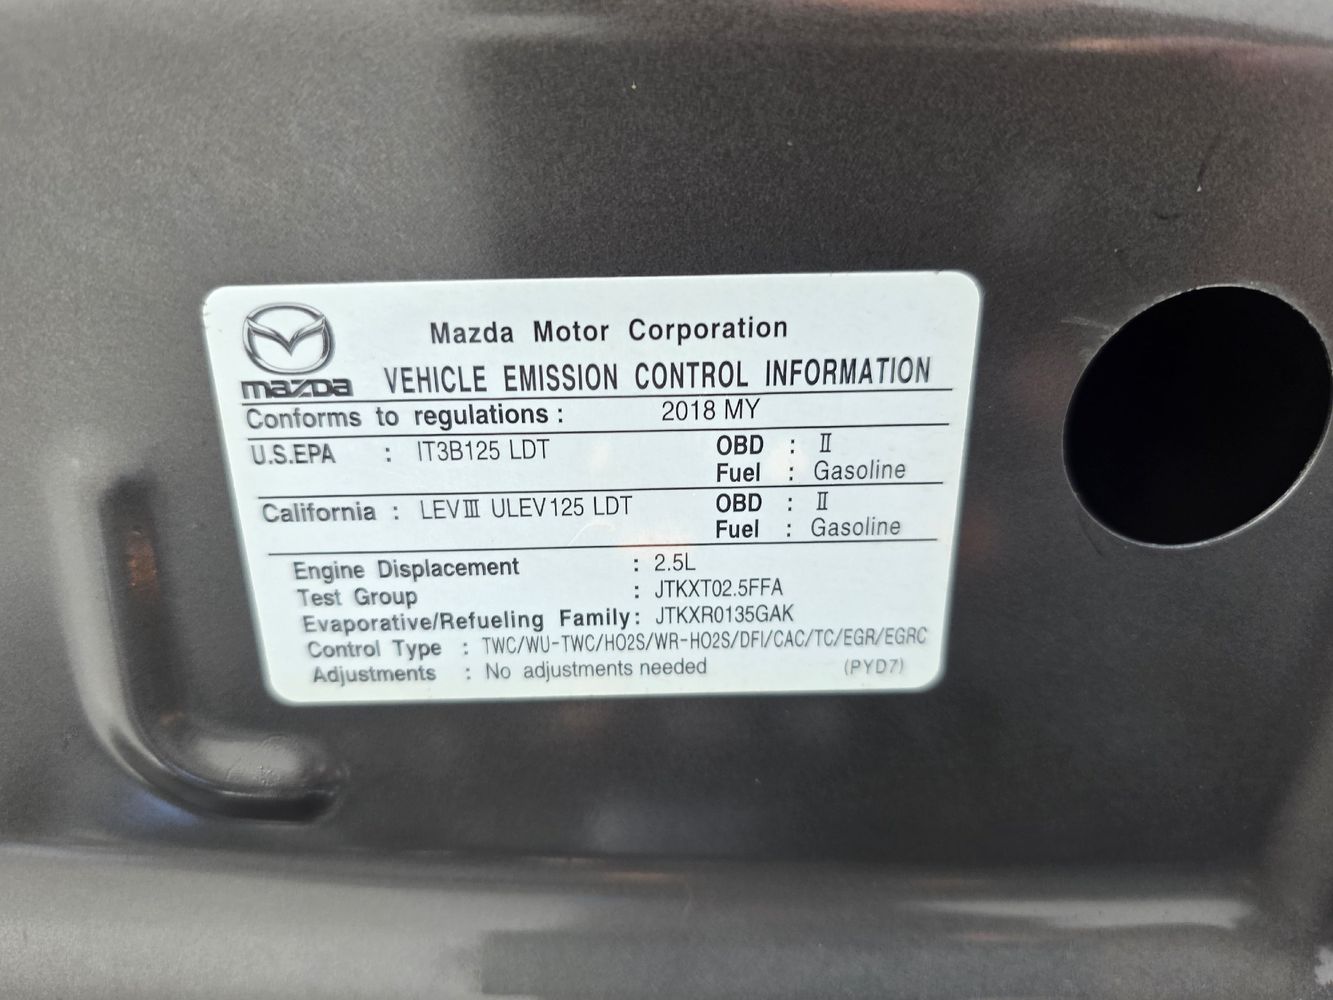 Mazda Motor Corporation
mazda VEHICLE EMISSION CONTROL INFORMATION
Conforms to regulations : 2018 MY
U.S.EPA : IT3B125 LDT OBD : Ⅱ
Fuel : Gasoline
California : LEVⅢ ULEV125 LDT OBD : Ⅱ
Fuel : Gasoline
Engine Displacement : 2.5L
Test Group : JTKXT02.5FFA
Evaporative/Refueling Family : JTKXR0135GAK
Control Type : TWC/WU-TWC/HO2S/WR-HO2S/DFI/CAC/TC/EGR/EGRC
Adjustments : No adjustments needed (PYD7)